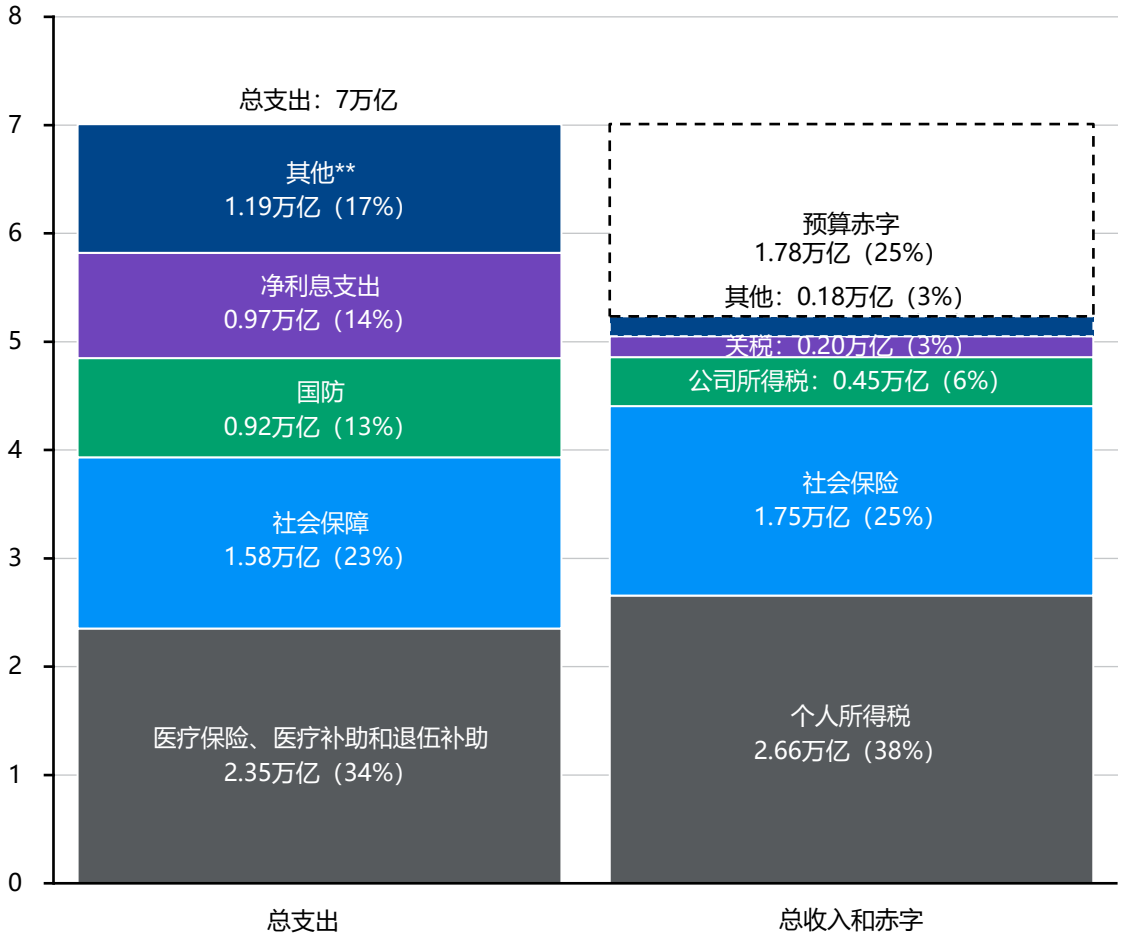 8
7
6
5
4
3
2
1
0
总支出：7万亿
其他**
1.19万亿（17%）
净利息支出
0.97万亿（14%）
国防
0.92万亿（13%）
社会保障
1.58万亿（23%）
医疗保险、医疗补助和退伍补助
2.35万亿（34%）
预算赤字
1.78万亿（25%）
其他：0.18万亿（3%）
关税：0.20万亿（3%）
公司所得税：0.45万亿（6%）
社会保险
1.75万亿（25%）
个人所得税
2.66万亿（38%）
总支出
总收入和赤字